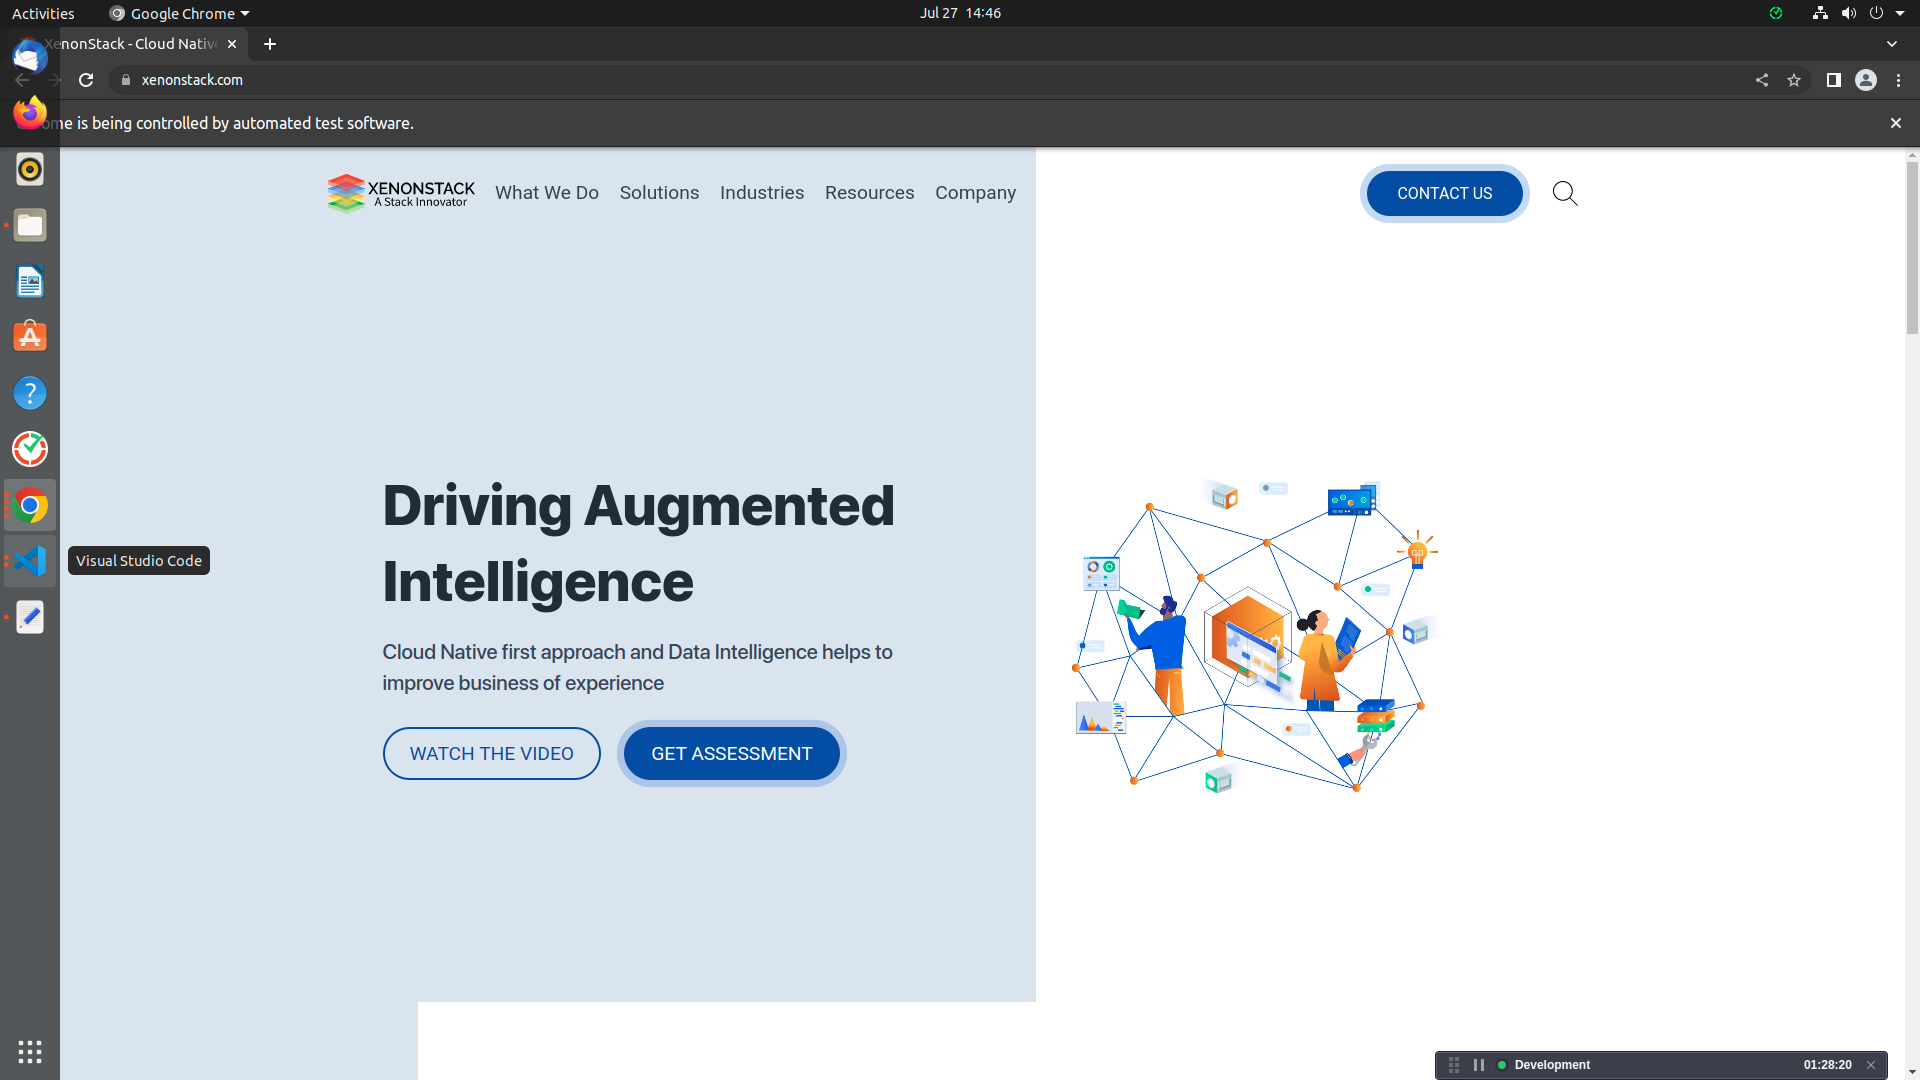 Activities
Google Chrome
Jul 27 14:46
XenonStack - Cloud Native
xenonstack.com
me is being controlled by automated test software.
XENONSTACK
A Stack Innovator
What We Do
Solutions
Industries
Resources
Company
CONTACT US
Driving Augmented
Intelligence
Visual Studio Code
Cloud Native first approach and Data Intelligence helps to
improve business of experience
WATCH THE VIDEO
GET ASSESSMENT
Development
01:28:20